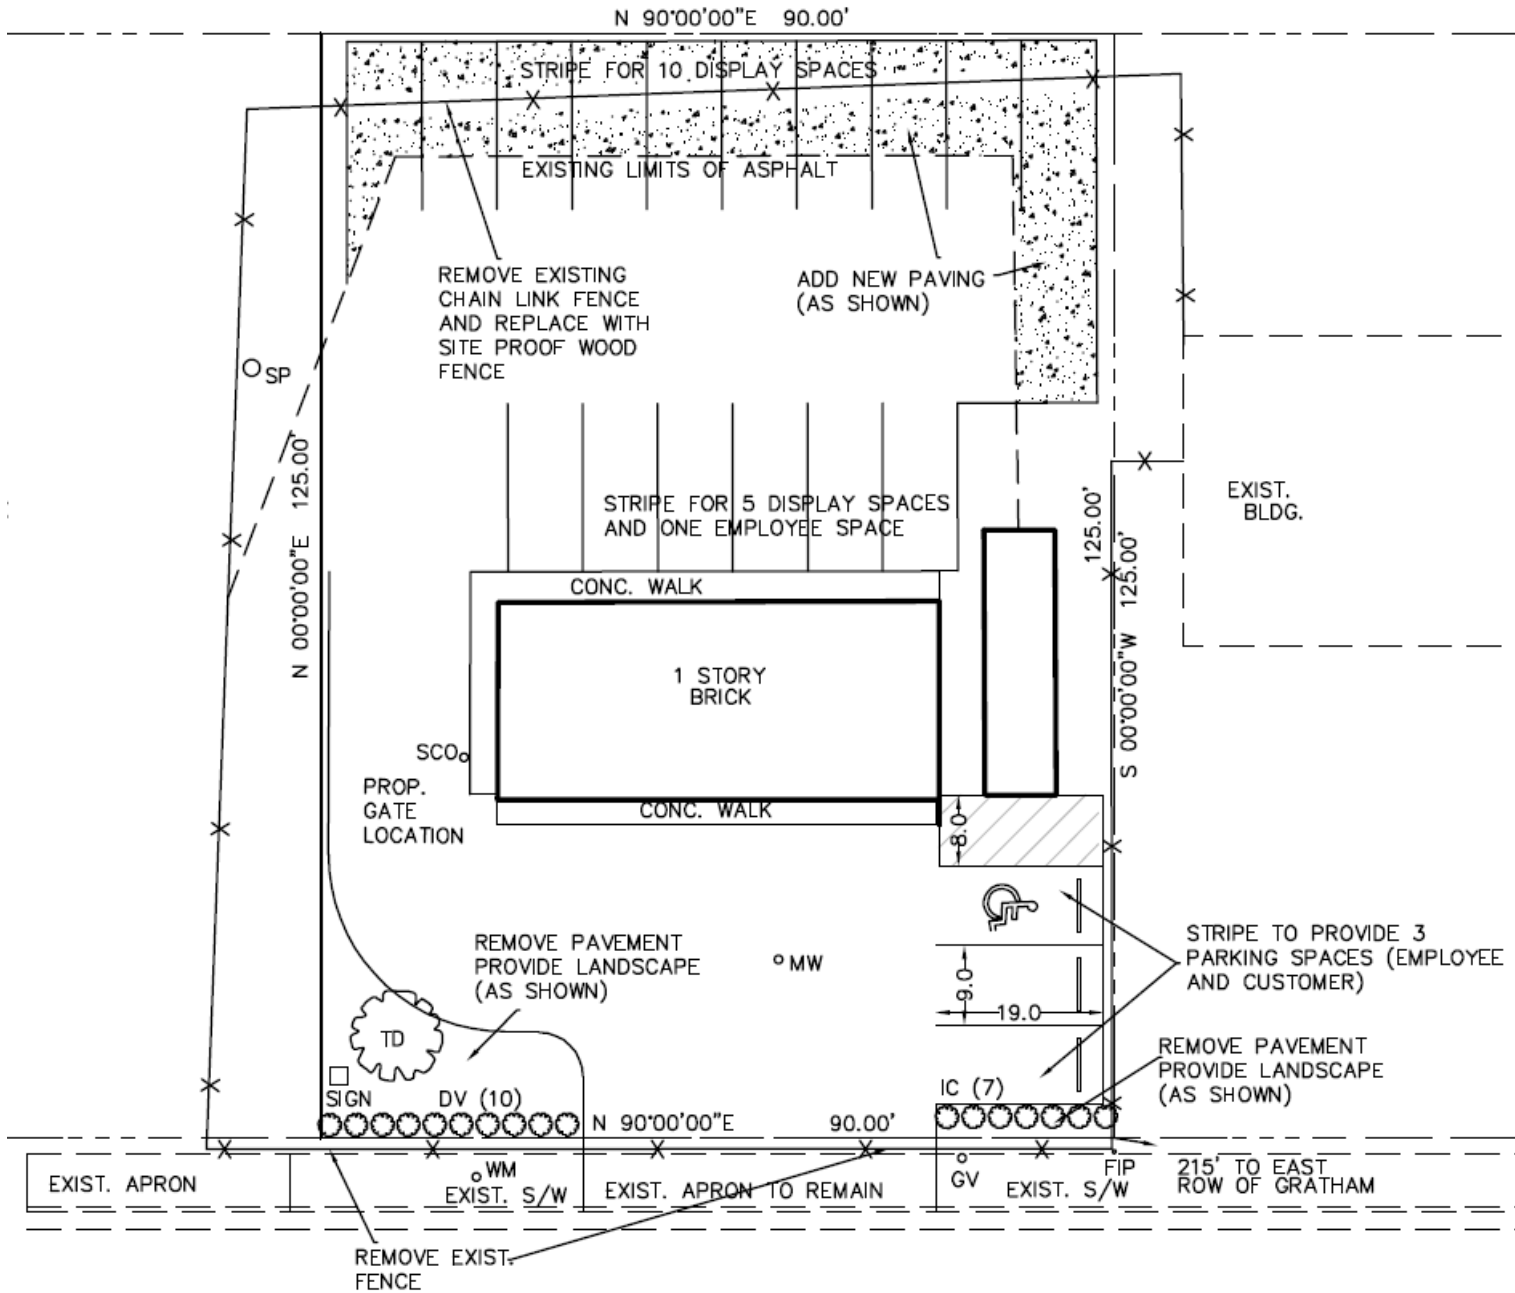 N 90°00'00"E 90.00'
STRIPE FOR 10 DISPLAY SPACES
EXISTING LIMITS OF ASPHALT
REMOVE EXISTING
CHAIN LINK FENCE
AND REPLACE WITH
SITE PROOF WOOD
FENCE
ADD NEW PAVING
(AS SHOWN)
SP
N 00°00'00"E 125.00'
STRIPE FOR 5 DISPLAY SPACES
AND ONE EMPLOYEE SPACE
125.00'
S 00°00'00"W 125.00'
EXIST.
BLDG.
CONC. WALK
1 STORY
BRICK
SCO
PROP.
GATE
LOCATION
CONC. WALK
8.0
REMOVE PAVEMENT
PROVIDE LANDSCAPE
(AS SHOWN)
MW
9.0
19.0
STRIPE TO PROVIDE 3
PARKING SPACES (EMPLOYEE
AND CUSTOMER)
TD
REMOVE PAVEMENT
PROVIDE LANDSCAPE
(AS SHOWN)
SIGN
DV (10)
IC (7)
N 90°00'00"E 90.00'
EXIST. APRON
WM
EXIST. S/W
EXIST. APRON TO REMAIN
GV
EXIST. S/W
FIP
215' TO EAST
ROW OF GRATHAM
REMOVE EXIST.
FENCE